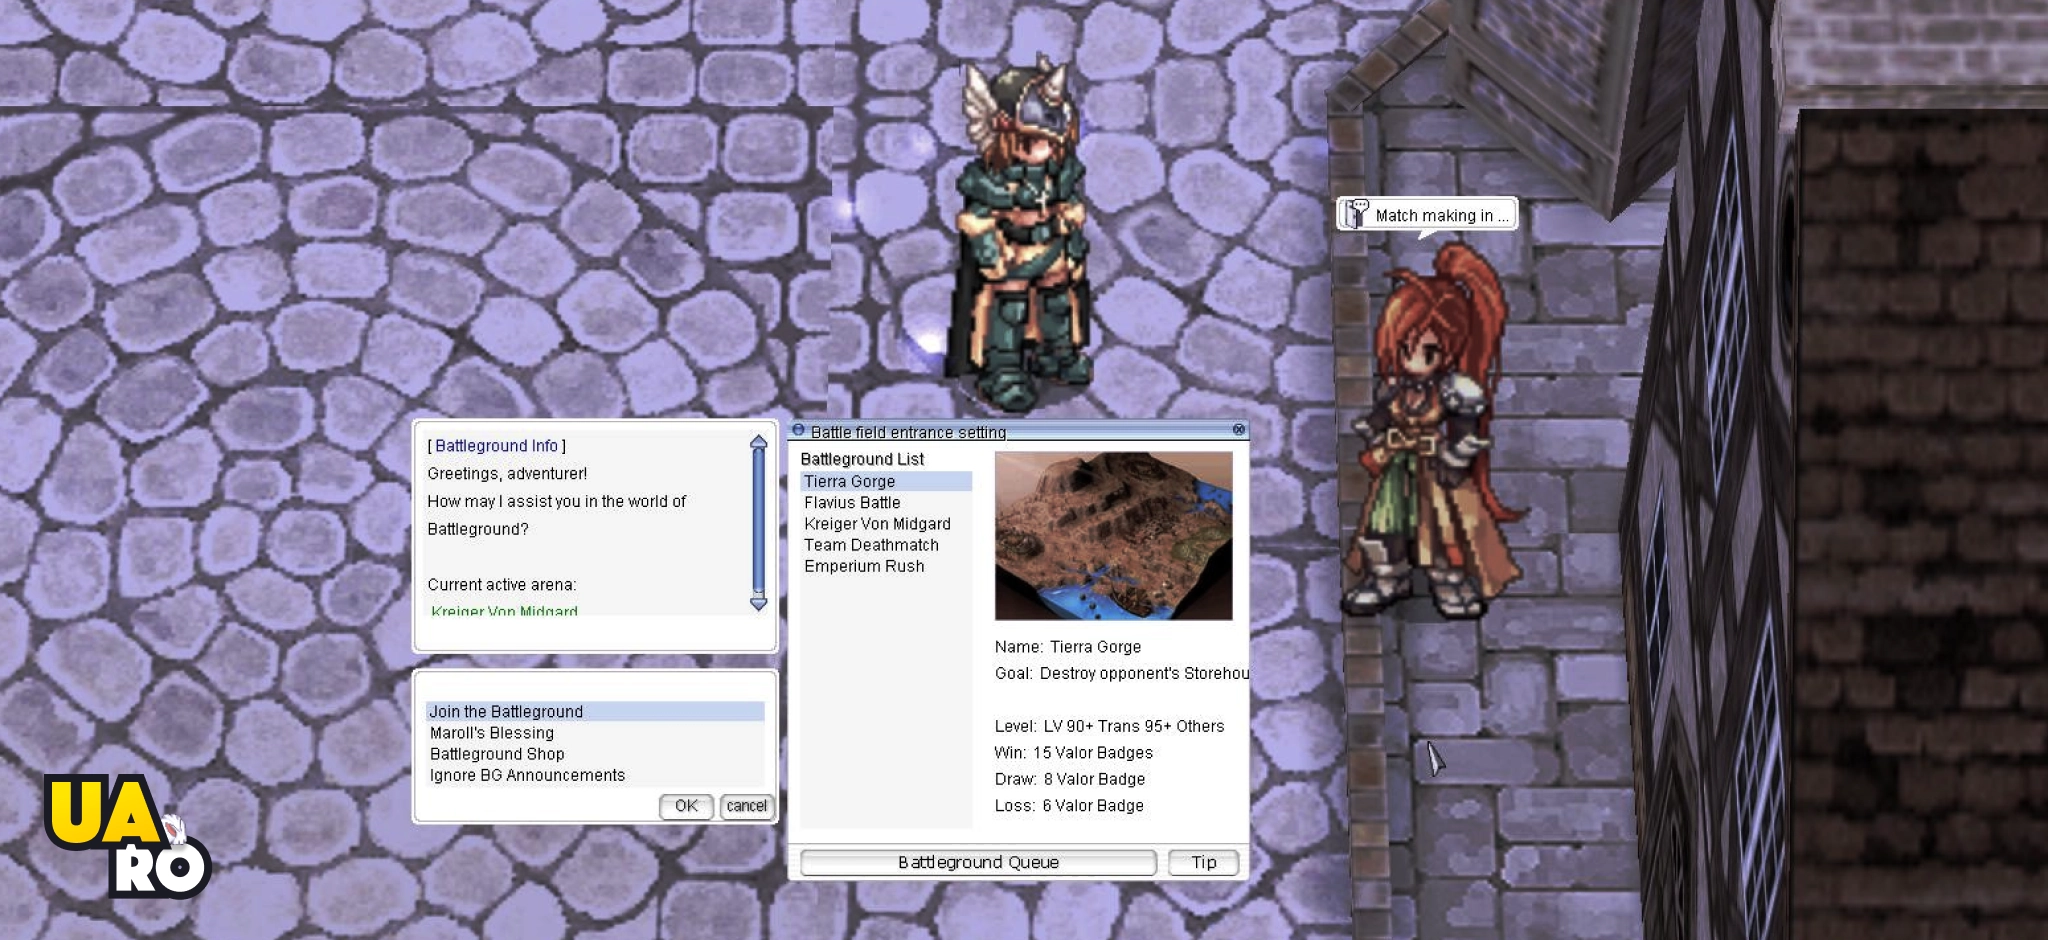 Match making in ...
[ Battleground Info ]
Greetings, adventurer!
How may I assist you in the world of
Battleground?
Current active arena:
Kreiger Von Midgard
Join the Battleground
Maroll's Blessing
Battleground Shop
Ignore BG Announcements
OK
cancel
Battle field entrance setting
Battleground List
Tierra Gorge
Flavius Battle
Kreiger Von Midgard
Team Deathmatch
Emperium Rush
Name: Tierra Gorge
Goal: Destroy opponent's Storehou
Level: LV 90+ Trans 95+ Others
Win: 15 Valor Badges
Draw: 8 Valor Badge
Loss: 6 Valor Badge
Battleground Queue
Tip
UA
RO